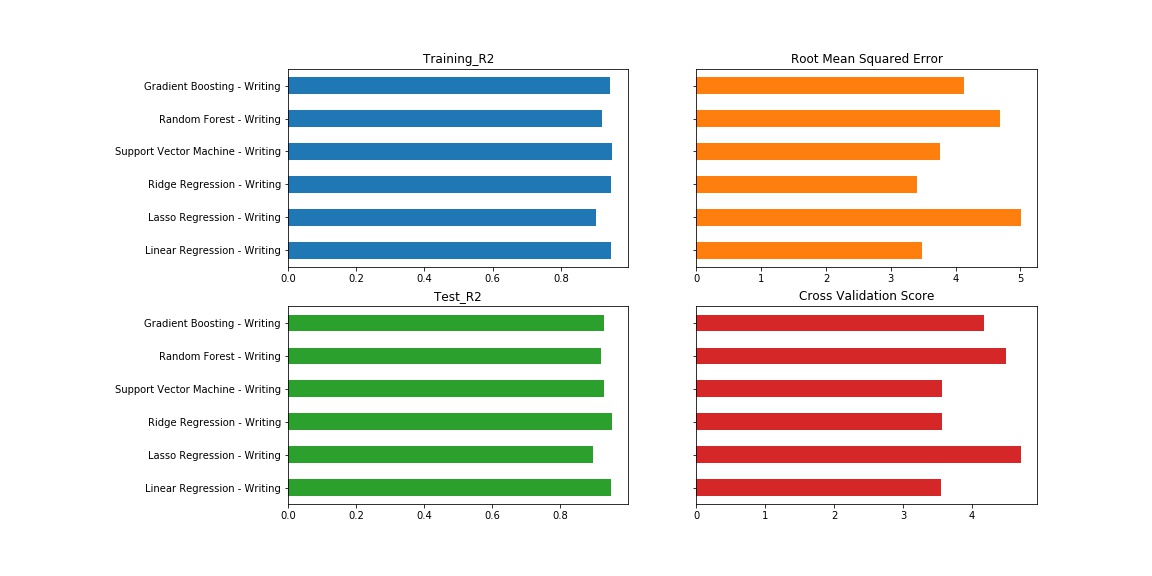 Training_R2
Gradient Boosting - Writing
Random Forest - Writing
Support Vector Machine - Writing
Ridge Regression - Writing
Lasso Regression - Writing
Linear Regression - Writing
0.0 0.2 0.4 0.6 0.8
Root Mean Squared Error
0 1 2 3 4 5
Test_R2
Gradient Boosting - Writing
Random Forest - Writing
Support Vector Machine - Writing
Ridge Regression - Writing
Lasso Regression - Writing
Linear Regression - Writing
0.0 0.2 0.4 0.6 0.8
Cross Validation Score
0 1 2 3 4